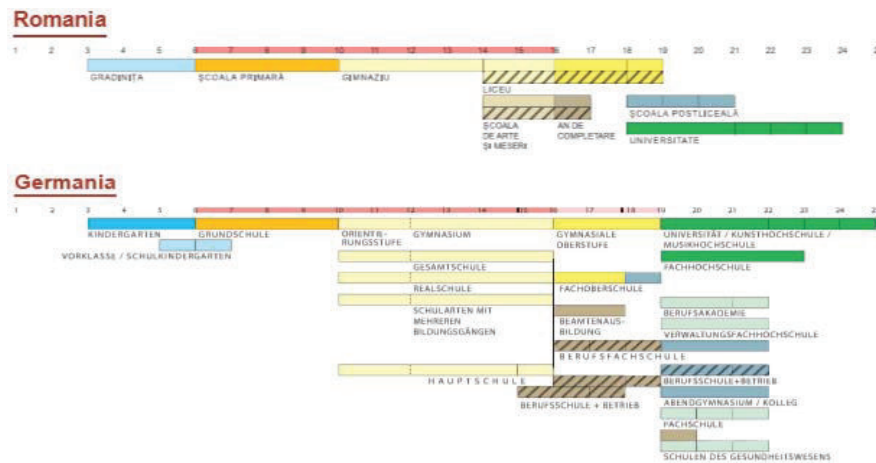 Romania
1 2 3 4 5 6 7 8 9 10 11 12 13 14 15 16 17 18 19 20 21 22 23 24 25
GRADINIȚA ȘCOALA PRIMARĂ GIMNAZIU
LICEU
ȘCOALA POSTLICEALĂ
ȘCOALA AN DE
DE ARTE COMPLETARE
ȘI MESERII
UNIVERSITATE
Germania
1 2 3 4 5 6 7 8 9 10 11 12 13 14 15 16 17 18 19 20 21 22 23 24 25
KINDERGARTEN GRUNDSCHULE ORIENTIE- GYMNASIUM GYMNASIALE UNIVERSITÄT / KUNSTHOCHSCHULE /
RUNGSSTUFE OBERSTUFE MUSIKHOCHSCHULE
VORKLASSE / SCHULKINDERGARTEN
GESAMTSCHULE FACHHOCHSCHULE
REALSCHULE FACHOBERSCHULE
SCHULARTEN MIT BEAMTENAUS- BERUFSAKADEMIE
MEHREREN BILDUNG
BILDUNGSGÄNGEN VERWALTUNGSFACHHOCHSCHULE
BERUFSFACHSCHULE
HAUPTSCHULE BERUFSSCHULE+BETRIEB
BERUFSSCHULE + BETRIEB ABENDGYMNASIUM / KOLLEG
FACHSCHULE
SCHULEN DES GESUNDHEITSWESENS